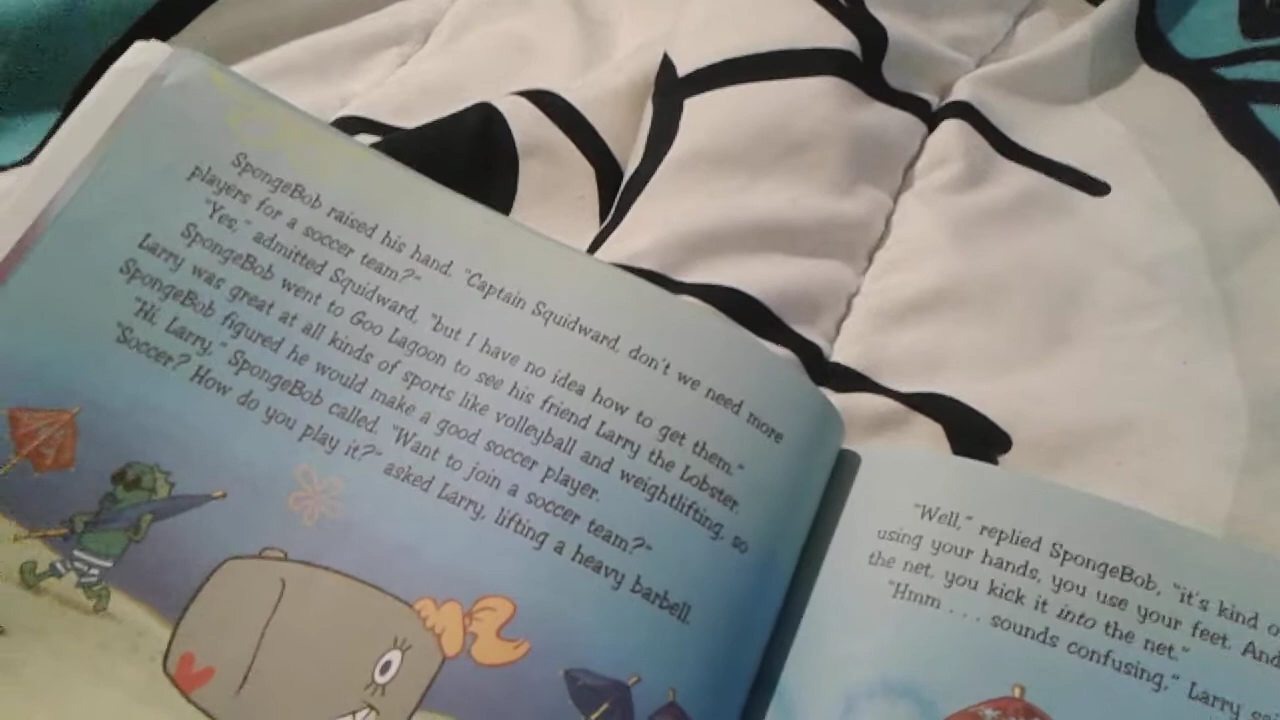 SpongeBob raised his hand. "Captain Squidward, don't we need more
players for a soccer team?"
"Yes," admitted Squidward, "but I have no idea how to get them."
SpongeBob went to Goo Lagoon to see his friend Larry the Lobster.
Larry was great at all kinds of sports like volleyball and weightlifting, so
SpongeBob figured he would make a good soccer player.
"Hi, Larry," SpongeBob called. "Want to join a soccer team?"
"Soccer? How do you play it?" asked Larry, lifting a heavy barbell.
"Well," replied SpongeBob, "it's kind
using your hands, you use your feet. And
the net, you kick it into the net."
"Hmm . . . sounds confusing," Larry